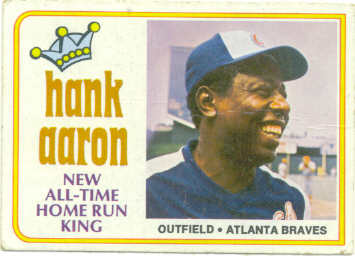 hank
aaron
NEW
ALL-TIME
HOME RUN
KING
OUTFIELD • ATLANTA BRAVES